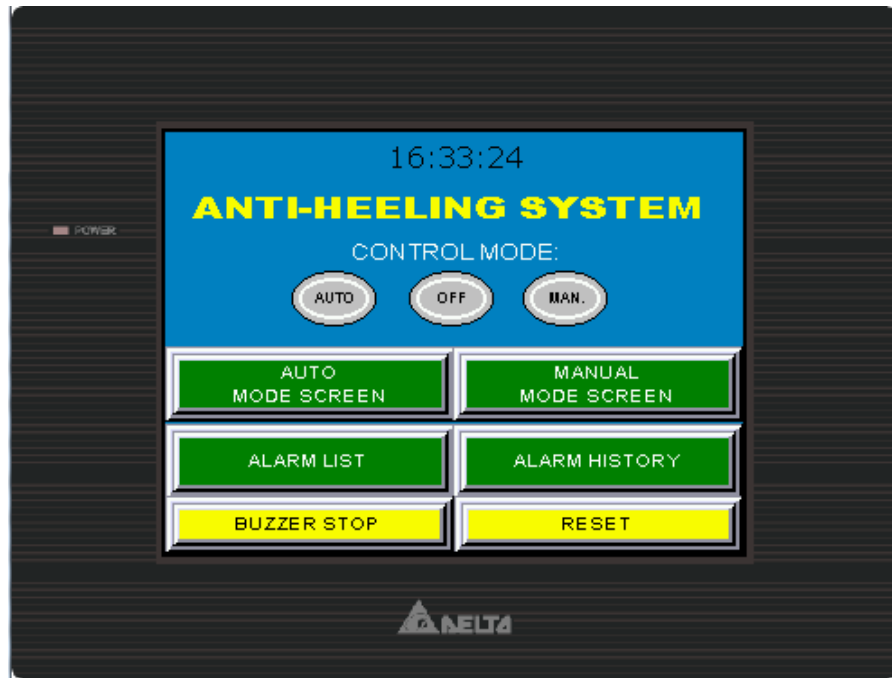 16:33:24
ANTI-HEELING SYSTEM
POWER
CONTROL MODE:
AUTO OFF MAN.
AUTO
MODE SCREEN
MANUAL
MODE SCREEN
ALARM LIST
ALARM HISTORY
BUZZER STOP
RESET
DELTA